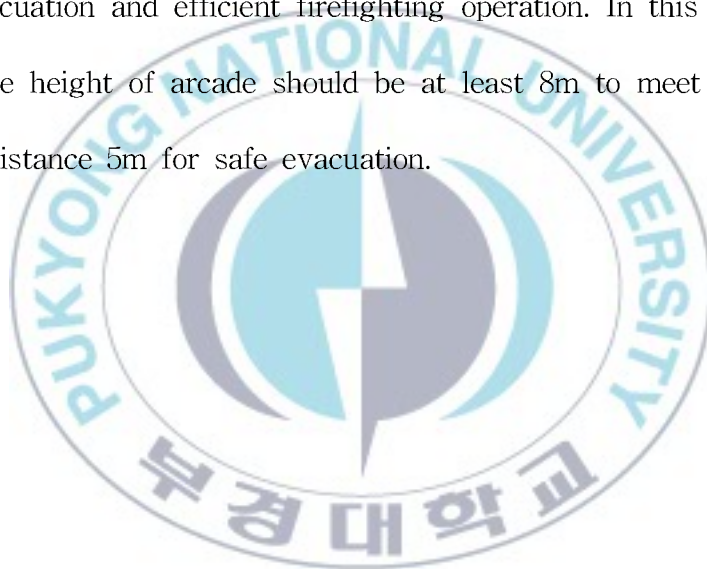 cuation and efficient firefighting operation. In this
e height of arcade should be at least 8m to meet
istance 5m for safe evacuation.
PUKYONG NATIONAL UNIVERSITY
부경대학교